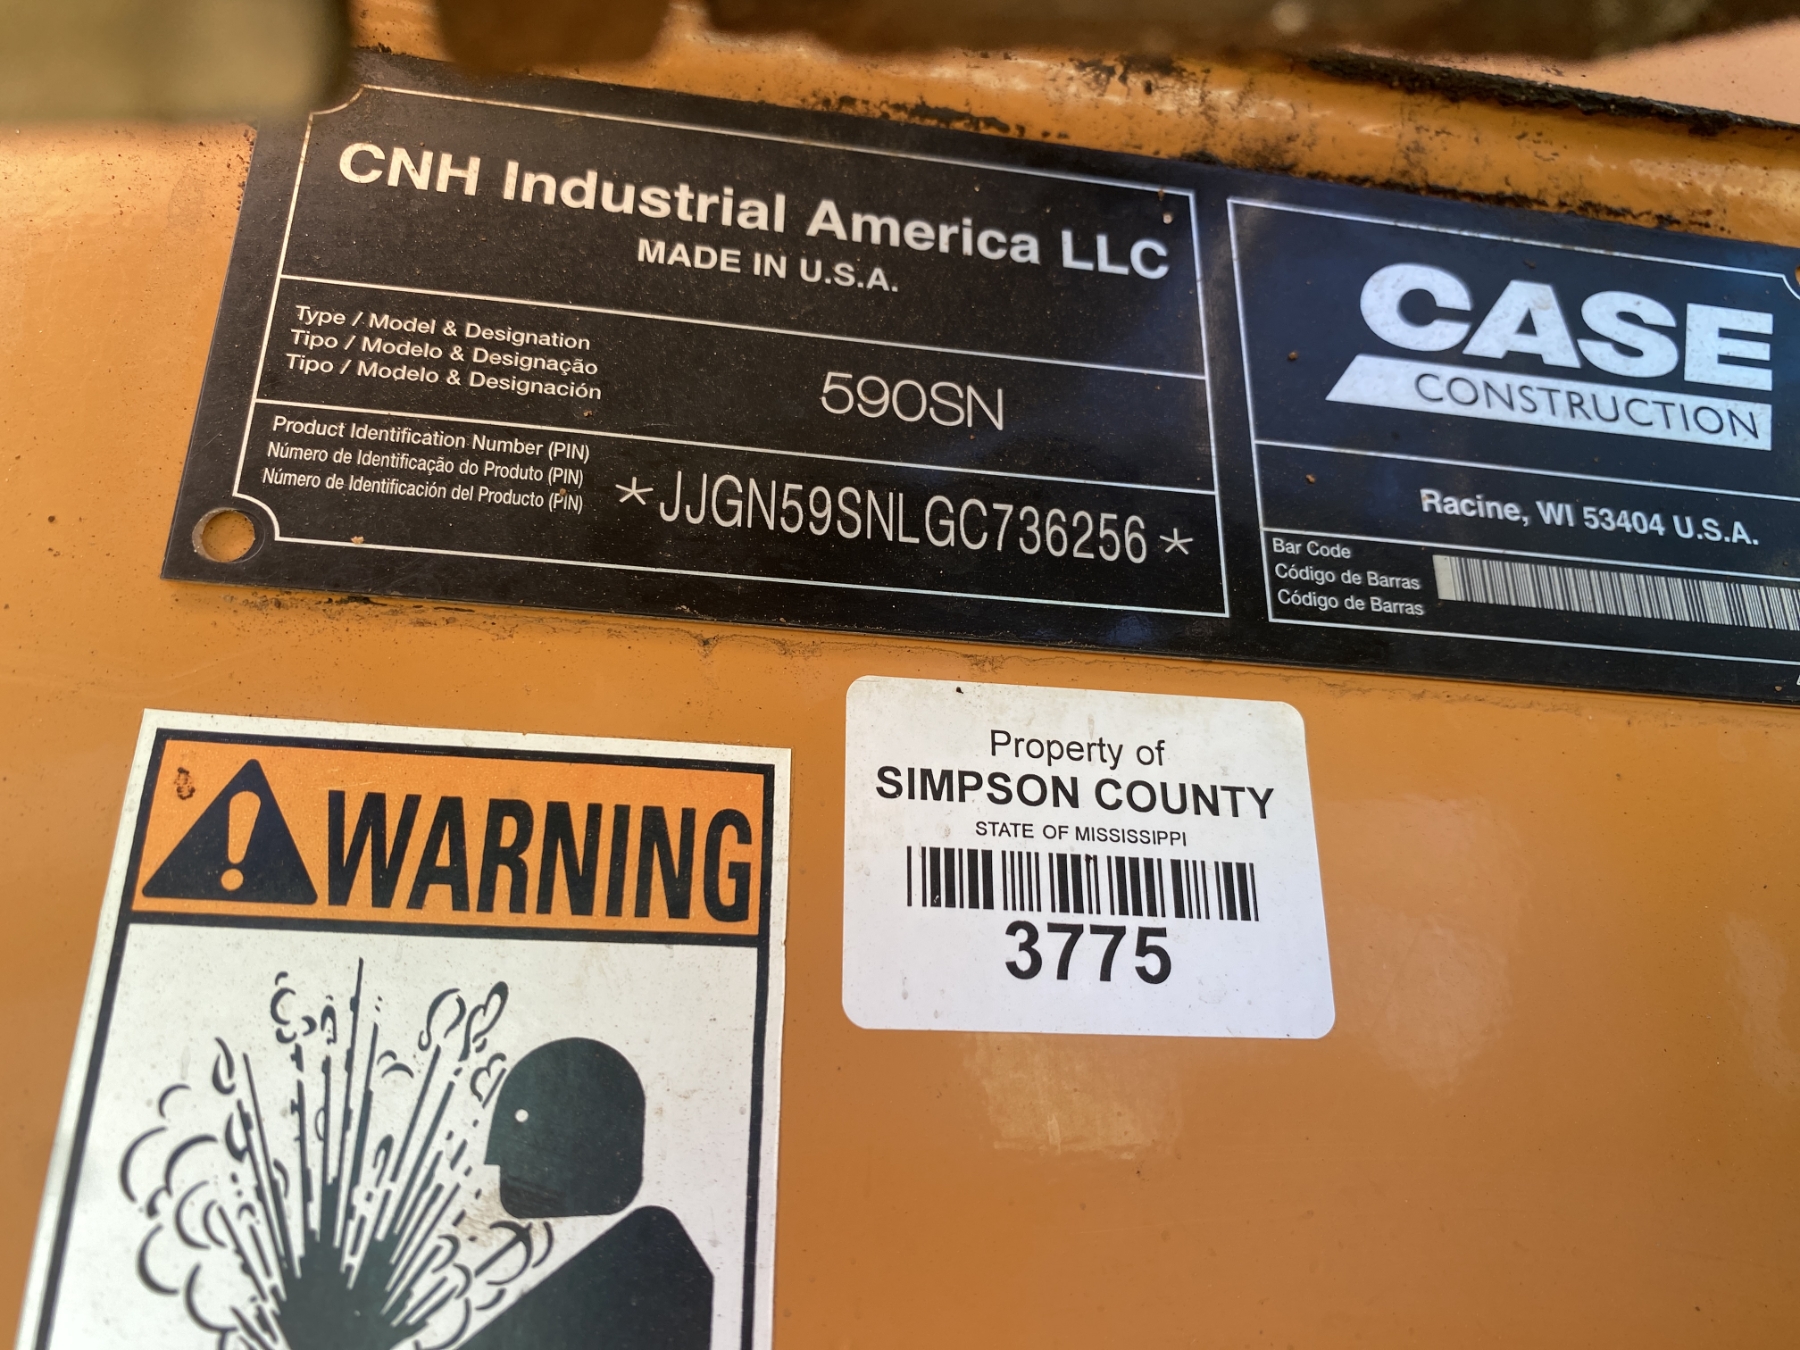 CNH Industrial America LLC
MADE IN U.S.A.
Type / Model & Designation
Tipo / Modelo & Designação
Tipo / Modelo & Designación
590SN
Product Identification Number (PIN)
Número de Identificação do Produto (PIN)
Número de Identificación del Producto (PIN)
*JJGN59SNLGC736256*
CASE
CONSTRUCTION
Racine, WI 53404 U.S.A.
Bar Code
Código de Barras
Código de Barras
WARNING
Property of
SIMPSON COUNTY
STATE OF MISSISSIPPI
3775